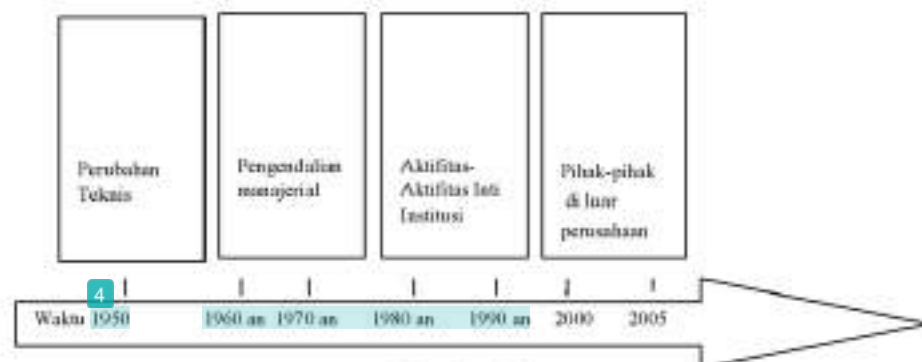 Perubahan
Teknis
Pengendalian
manajerial
Aktifitas-
Aktifitas Inti
Institusi
Pihak-pihak
di luar
perusahaan
4
Waktu 1950 1960 an 1970 an 1980 an 1990 an 2000 2005